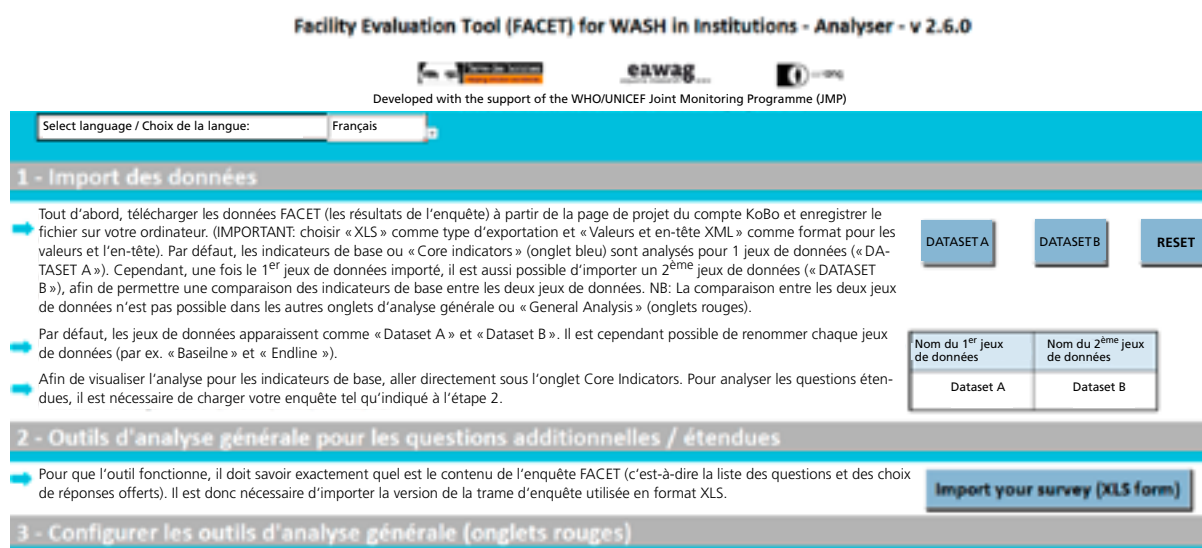 Facility Evaluation Tool (FACET) for WASH in Institutions - Analyser - v 2.6.0
eawag
Developed with the support of the WHO/UNICEF Joint Monitoring Programme (JMP)
Select language / Choix de la langue: Français
1 - Import des données
Tout d'abord, télécharger les données FACET (les résultats de l'enquête) à partir de la page de projet du compte KoBo et enregistrer le
fichier sur votre ordinateur. (IMPORTANT: choisir « XLS » comme type d'exportation et « Valeurs et en-tête XML » comme format pour les
valeurs et l'en-tête). Par défaut, les indicateurs de base ou « Core indicators » (onglet bleu) sont analysés pour 1 jeux de données (« DA-
TASET A »). Cependant, une fois le 1er jeux de données importé, il est aussi possible d'importer un 2ème jeux de données (« DATASET
B »), afin de permettre une comparaison des indicateurs de base entre les deux jeux de données. NB: La comparaison entre les deux jeux
de données n'est pas possible dans les autres onglets d'analyse générale ou « General Analysis » (onglets rouges).
DATASET A
DATASET B
RESET
Par défaut, les jeux de données apparaissent comme « Dataset A » et « Dataset B ». Il est cependant possible de renommer chaque jeux
de données (par ex. « Baseilne » et « Endline »).
Afin de visualiser l'analyse pour les indicateurs de base, aller directement sous l'onglet Core Indicators. Pour analyser les questions éten-
dues, il est nécessaire de charger votre enquête tel qu'indiqué à l'étape 2.
Nom du 1er jeux
de données
Nom du 2ème jeux
de données
Dataset A
Dataset B
2 - Outils d'analyse générale pour les questions additionnelles / étendues
Pour que l'outil fonctionne, il doit savoir exactement quel est le contenu de l'enquête FACET (c'est-à-dire la liste des questions et des choix
de réponses offerts). Il est donc nécessaire d'importer la version de la trame d'enquête utilisée en format XLS.
Import your survey (XLS form)
3 - Configurer les outils d'analyse générale (onglets rouges)